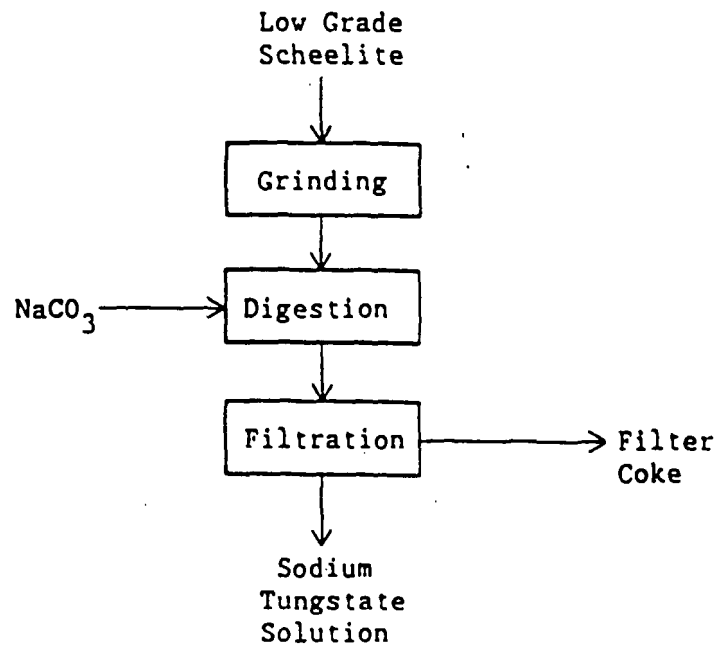 Low Grade
Scheelite
Grinding
NaCO3
Digestion
Filtration
Filter
Coke
Sodium
Tungstate
Solution